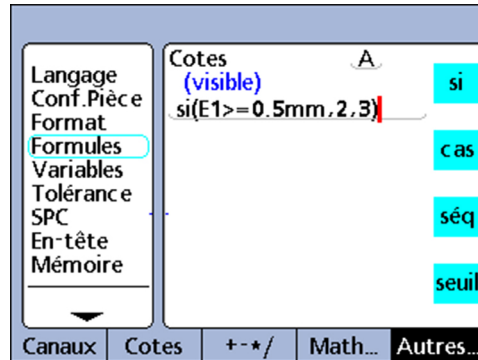 Langage
Conf.Pièce
Format
Formules
Variables
Tolérance
SPC
En-tête
Mémoire
Cotes A
(visible)
si(E1>=0.5mm,2,3)
si
cas
séq
seuil
Canaux Cotes +-*/ Math... Autres...